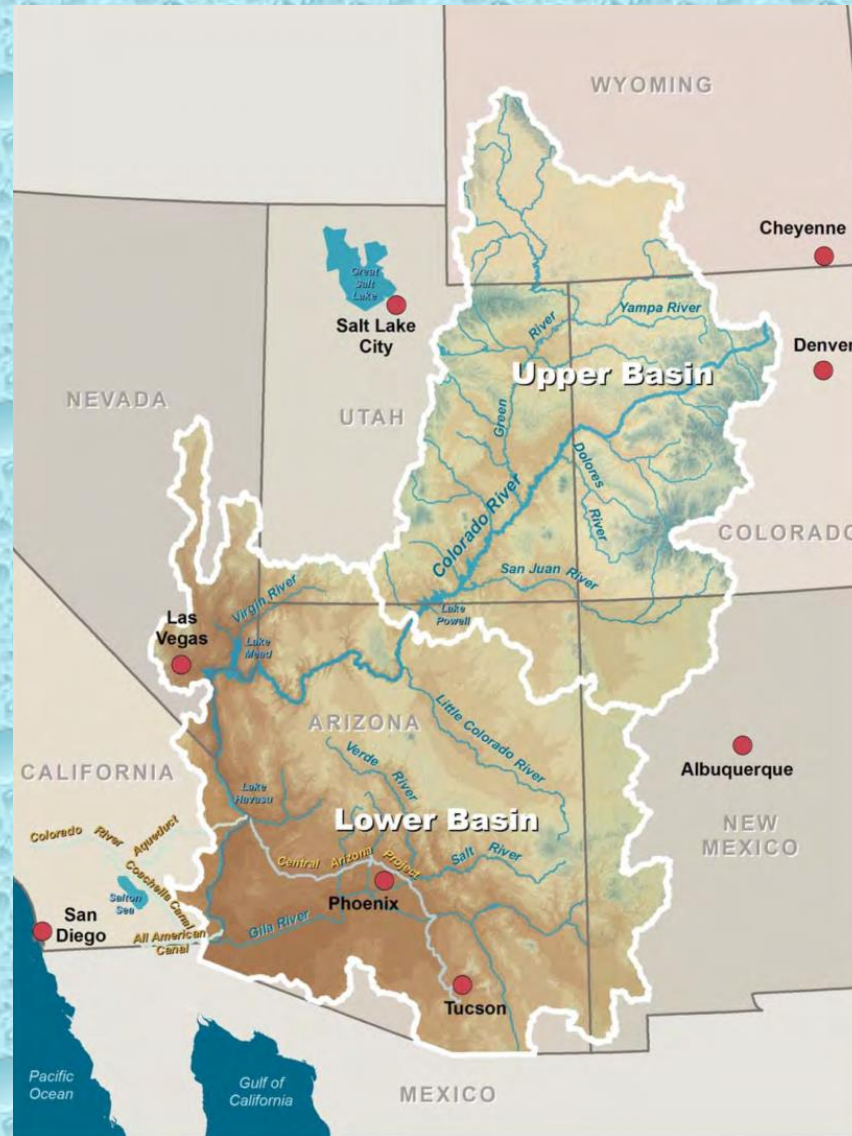 WYOMING
Cheyenne
Great
Salt
Lake
Salt Lake
City
Yampa River
River
Green
Denver
Upper Basin
NEVADA
UTAH
Dolores
River
Colorado River
COLORADO
San Juan River
Virgin River
Lake
Powell
Las
Vegas
Lake
Mead
Little Colorado River
ARIZONA
Verde River
Albuquerque
CALIFORNIA
Lake
Havasu
Lower Basin
NEW
MEXICO
Colorado River Aqueduct
Central Arizona Project
Salt River
Coachella Canal
Salton
Sea
Phoenix
San
Diego
Gila River
All American
Canal
Tucson
Pacific
Ocean
Gulf of
California
MEXICO